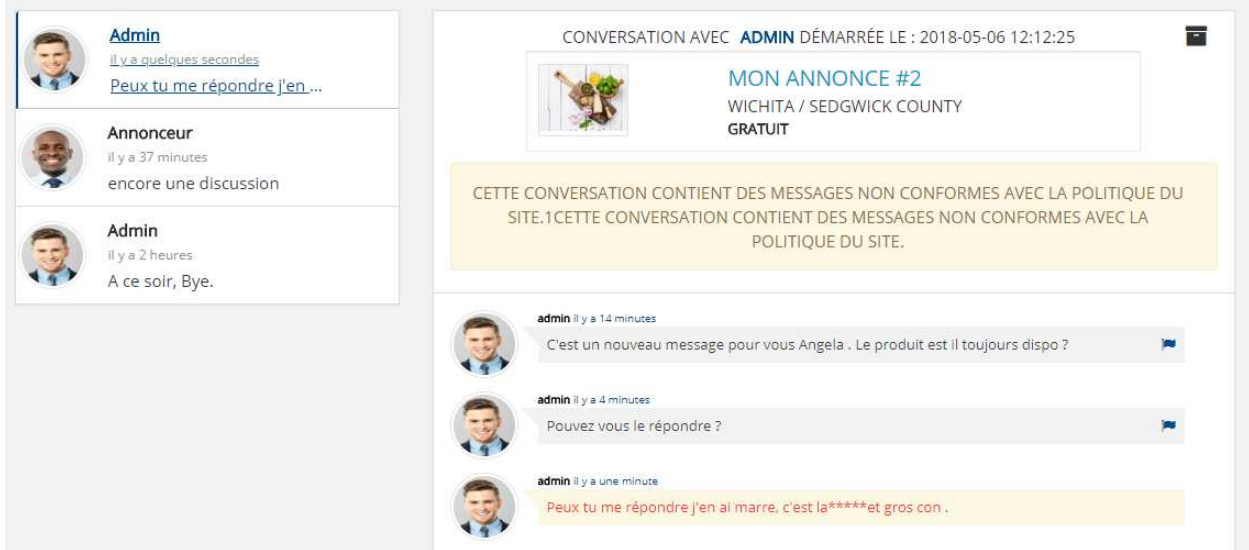 Admin
il y a quelques secondes
Peux tu me répondre j'en ...
Annonceur
il y a 37 minutes
encore une discussion
Admin
il y a 2 heures
A ce soir, Bye.
CONVERSATION AVEC ADMIN DÉMARRÉE LE : 2018-05-06 12:12:25
MON ANNONCE #2
WICHITA / SEDGWICK COUNTY
GRATUIT
CETTE CONVERSATION CONTIENT DES MESSAGES NON CONFORMES AVEC LA POLITIQUE DU
SITE.1CETTE CONVERSATION CONTIENT DES MESSAGES NON CONFORMES AVEC LA
POLITIQUE DU SITE.
admin il y a 14 minutes
C'est un nouveau message pour vous Angela . Le produit est il toujours dispo ?
admin il y a 4 minutes
Pouvez vous le répondre ?
admin il y a une minute
Peux tu me répondre j'en ai marre, c'est la*****et gros con .